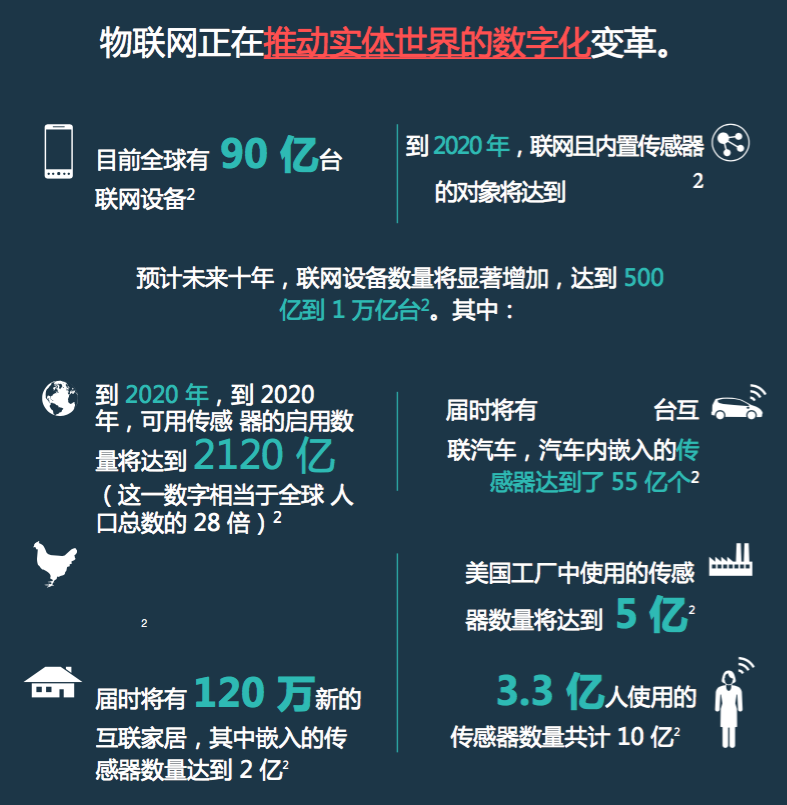 物联网正在推动实体世界的数字化变革。
目前全球有 90 亿台
联网设备2
到 2020 年，联网且内置传感器
的对象将达到 2
预计未来十年，联网设备数量将显著增加，达到 500
亿到 1 万亿台2。其中：
到 2020 年，到 2020
年，可用传感 器的启用数
量将达到 2120 亿
（这一数字相当于全球 人
口总数的 28 倍）2
届时将有 台互
联汽车，汽车内嵌入的传
感器达到了 55 亿个2
2
美国工厂中使用的传感
器数量将达到 5 亿2
届时将有 120 万新的
互联家居，其中嵌入的传
感器数量达到 2 亿2
3.3 亿人使用的
传感器数量共计 10 亿2